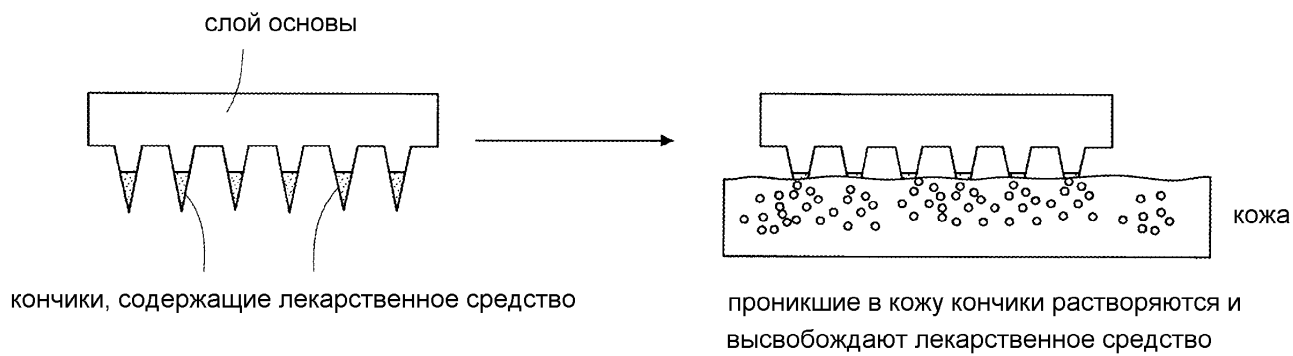 слой основы
кожа
кончики, содержащие лекарственное средство
проникшие в кожу кончики растворяются и
высвобождают лекарственное средство